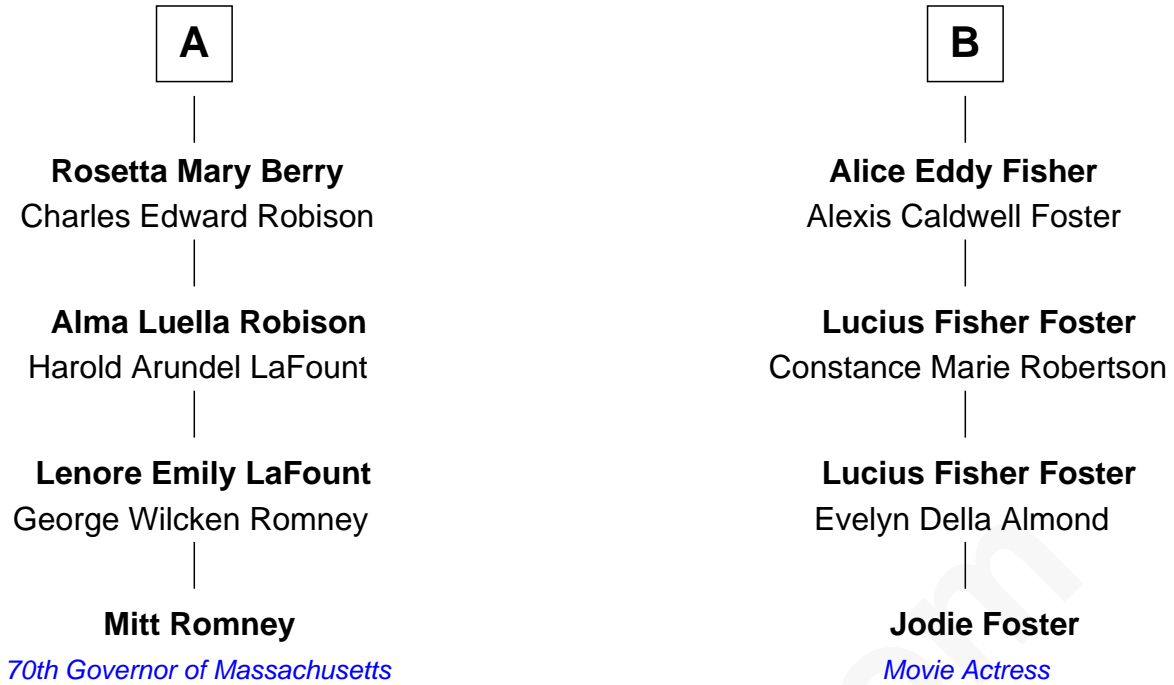 A
Rosetta Mary Berry
Charles Edward Robison
Alma Luella Robison
Harold Arundel LaFount
Lenore Emily LaFount
George Wilcken Romney
Mitt Romney
70th Governor of Massachusetts
B
Alice Eddy Fisher
Alexis Caldwell Foster
Lucius Fisher Foster
Constance Marie Robertson
Lucius Fisher Foster
Evelyn Della Almond
Jodie Foster
Movie Actress